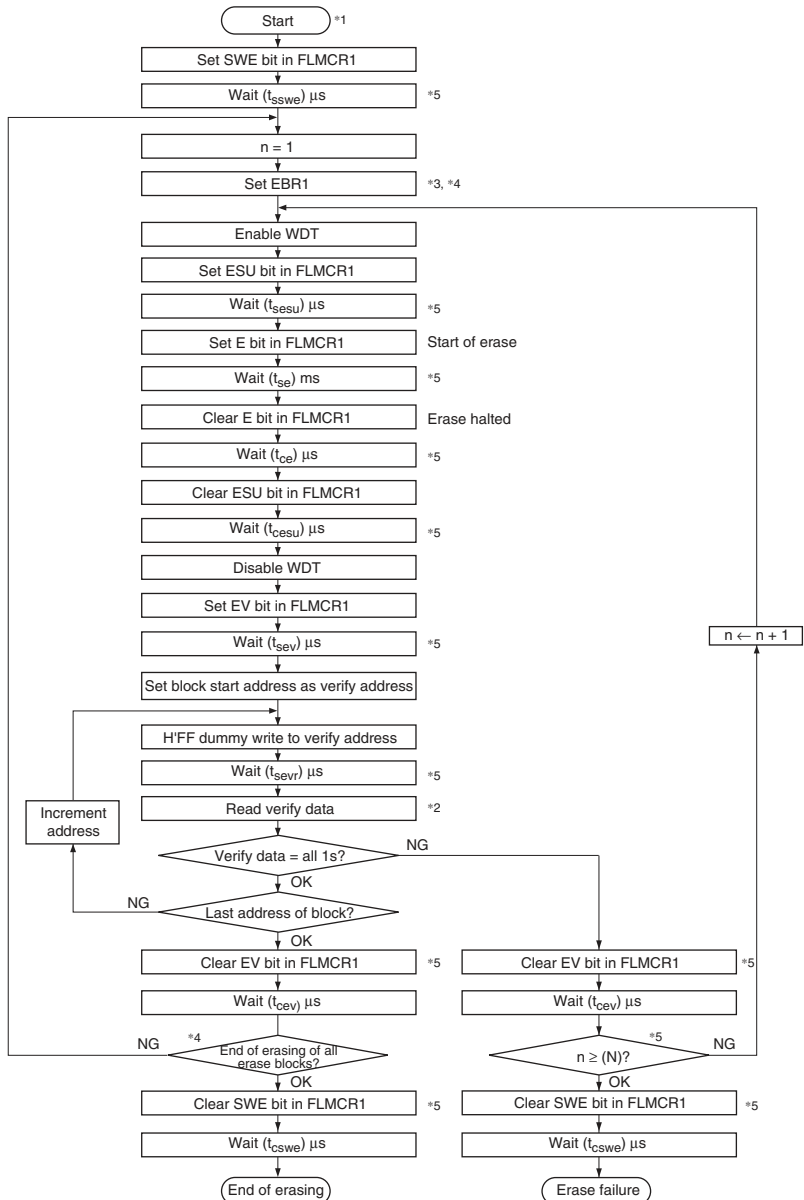 Start *1
Set SWE bit in FLMCR1
Wait (tsswe) μs *5
n = 1
Set EBR1 *3, *4
Enable WDT
Set ESU bit in FLMCR1
Wait (tsesu) μs *5
Set E bit in FLMCR1 Start of erase
Wait (tse) ms *5
Clear E bit in FLMCR1 Erase halted
Wait (tce) μs *5
Clear ESU bit in FLMCR1
Wait (tcesu) μs *5
Disable WDT
Set EV bit in FLMCR1
Wait (tsev) μs *5
n ← n + 1
Set block start address as verify address
H'FF dummy write to verify address
Wait (tsevr) μs *5
Increment
address
Read verify data *2
Verify data = all 1s? NG
OK
NG Last address of block?
OK
Clear EV bit in FLMCR1 *5
Wait (tcev) μs
NG *4
End of erasing of all
erase blocks?
OK
Clear SWE bit in FLMCR1 *5
Wait (tcswe) μs
End of erasing
Clear EV bit in FLMCR1 *5
Wait (tcev) μs
*5
n ≥ (N)? NG
OK
Clear SWE bit in FLMCR1 *5
Wait (tcswe) μs
Erase failure